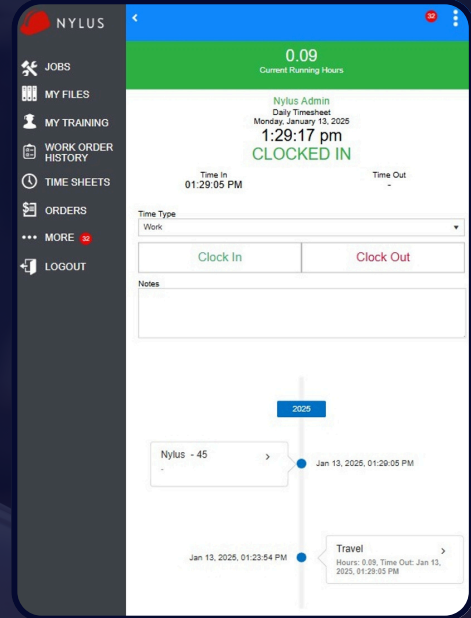 NYLUS
JOBS
MY FILES
MY TRAINING
WORK ORDER
HISTORY
TIME SHEETS
ORDERS
MORE 32
LOGOUT
32
0.09
Current Running Hours
Nylus Admin
Daily Timesheet
Monday, January 13, 2025
1:29:17 pm
CLOCKED IN
Time In
01:29:05 PM
Time Out
-
Time Type
Work
Clock In
Clock Out
Notes
2025
Nylus - 45
-
Jan 13, 2025, 01:29:05 PM
Jan 13, 2025, 01:23:54 PM
Travel
Hours: 0.09, Time Out: Jan 13,
2025, 01:29:05 PM